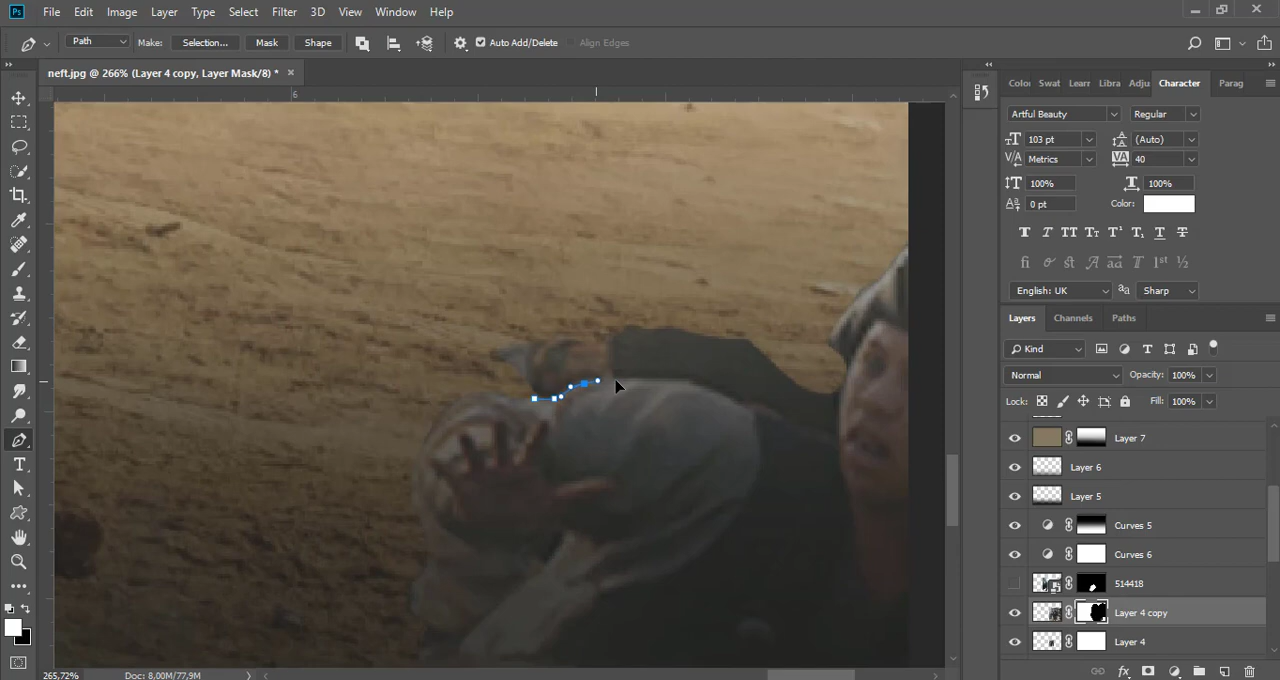 Ps File Edit Image Layer Type Select Filter 3D View Window Help
Path Make: Selection... Mask Shape Auto Add/Delete Align Edges
neft.jpg @ 266% (Layer 4 copy, Layer Mask/8) * ×
6
Colo Swat Learr Libra Adju Character Parag
Artful Beauty Regular
103 pt (Auto)
Metrics 40
100% 100%
0 pt Color:
English: UK Sharp
Layers Channels Paths
Kind
Normal Opacity: 100%
Lock: Fill: 100%
Layer 7
Layer 6
Layer 5
Curves 5
Curves 6
514418
Layer 4 copy
Layer 4
265,72% Doc: 8,00M/77,9M